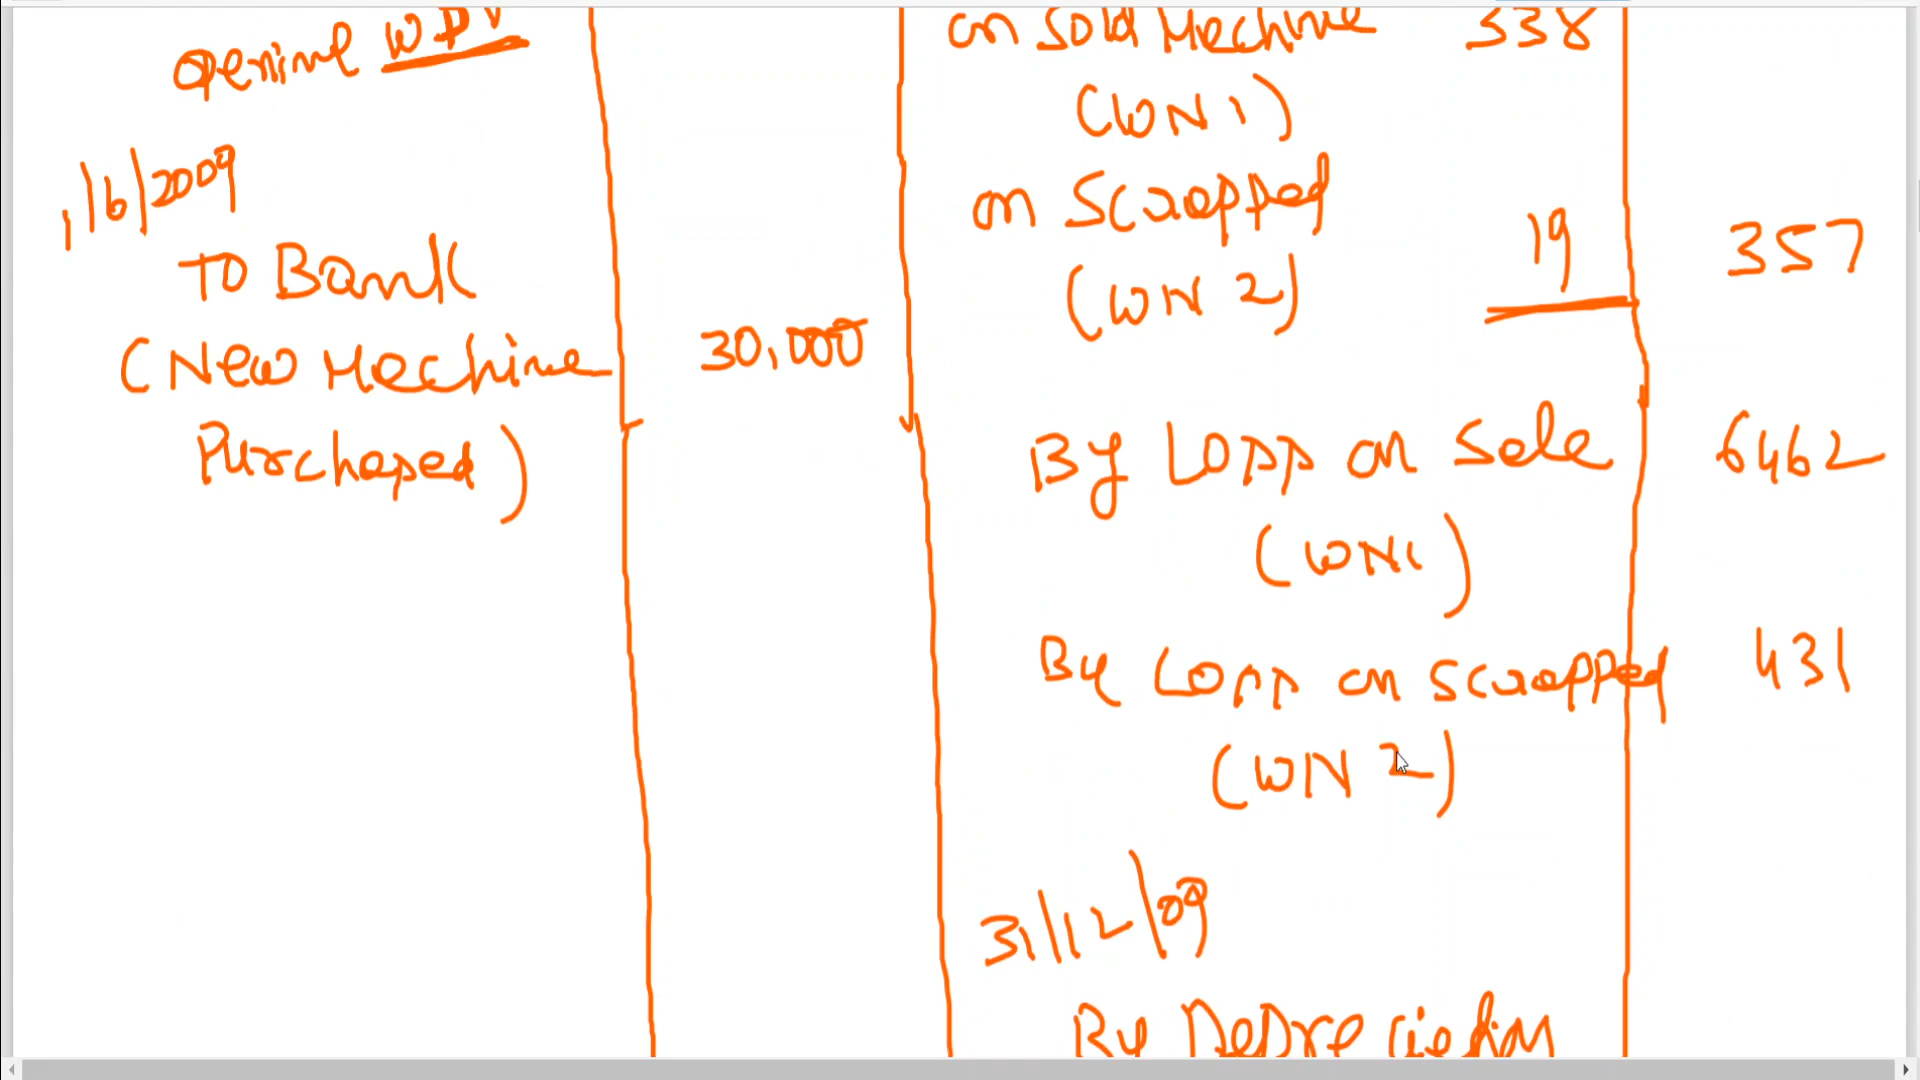 opening WDV
1/6/2009
To Bank
(New Machine
Purchased)
30,000
on Sold Machine 338
(WN 1)
on Scrapped
(WN 2)
19
357
By Loss on Sale 6462
(WN1)
By Loss on Scrapped 431
(WN 2)
31/12/09
By Depreciation